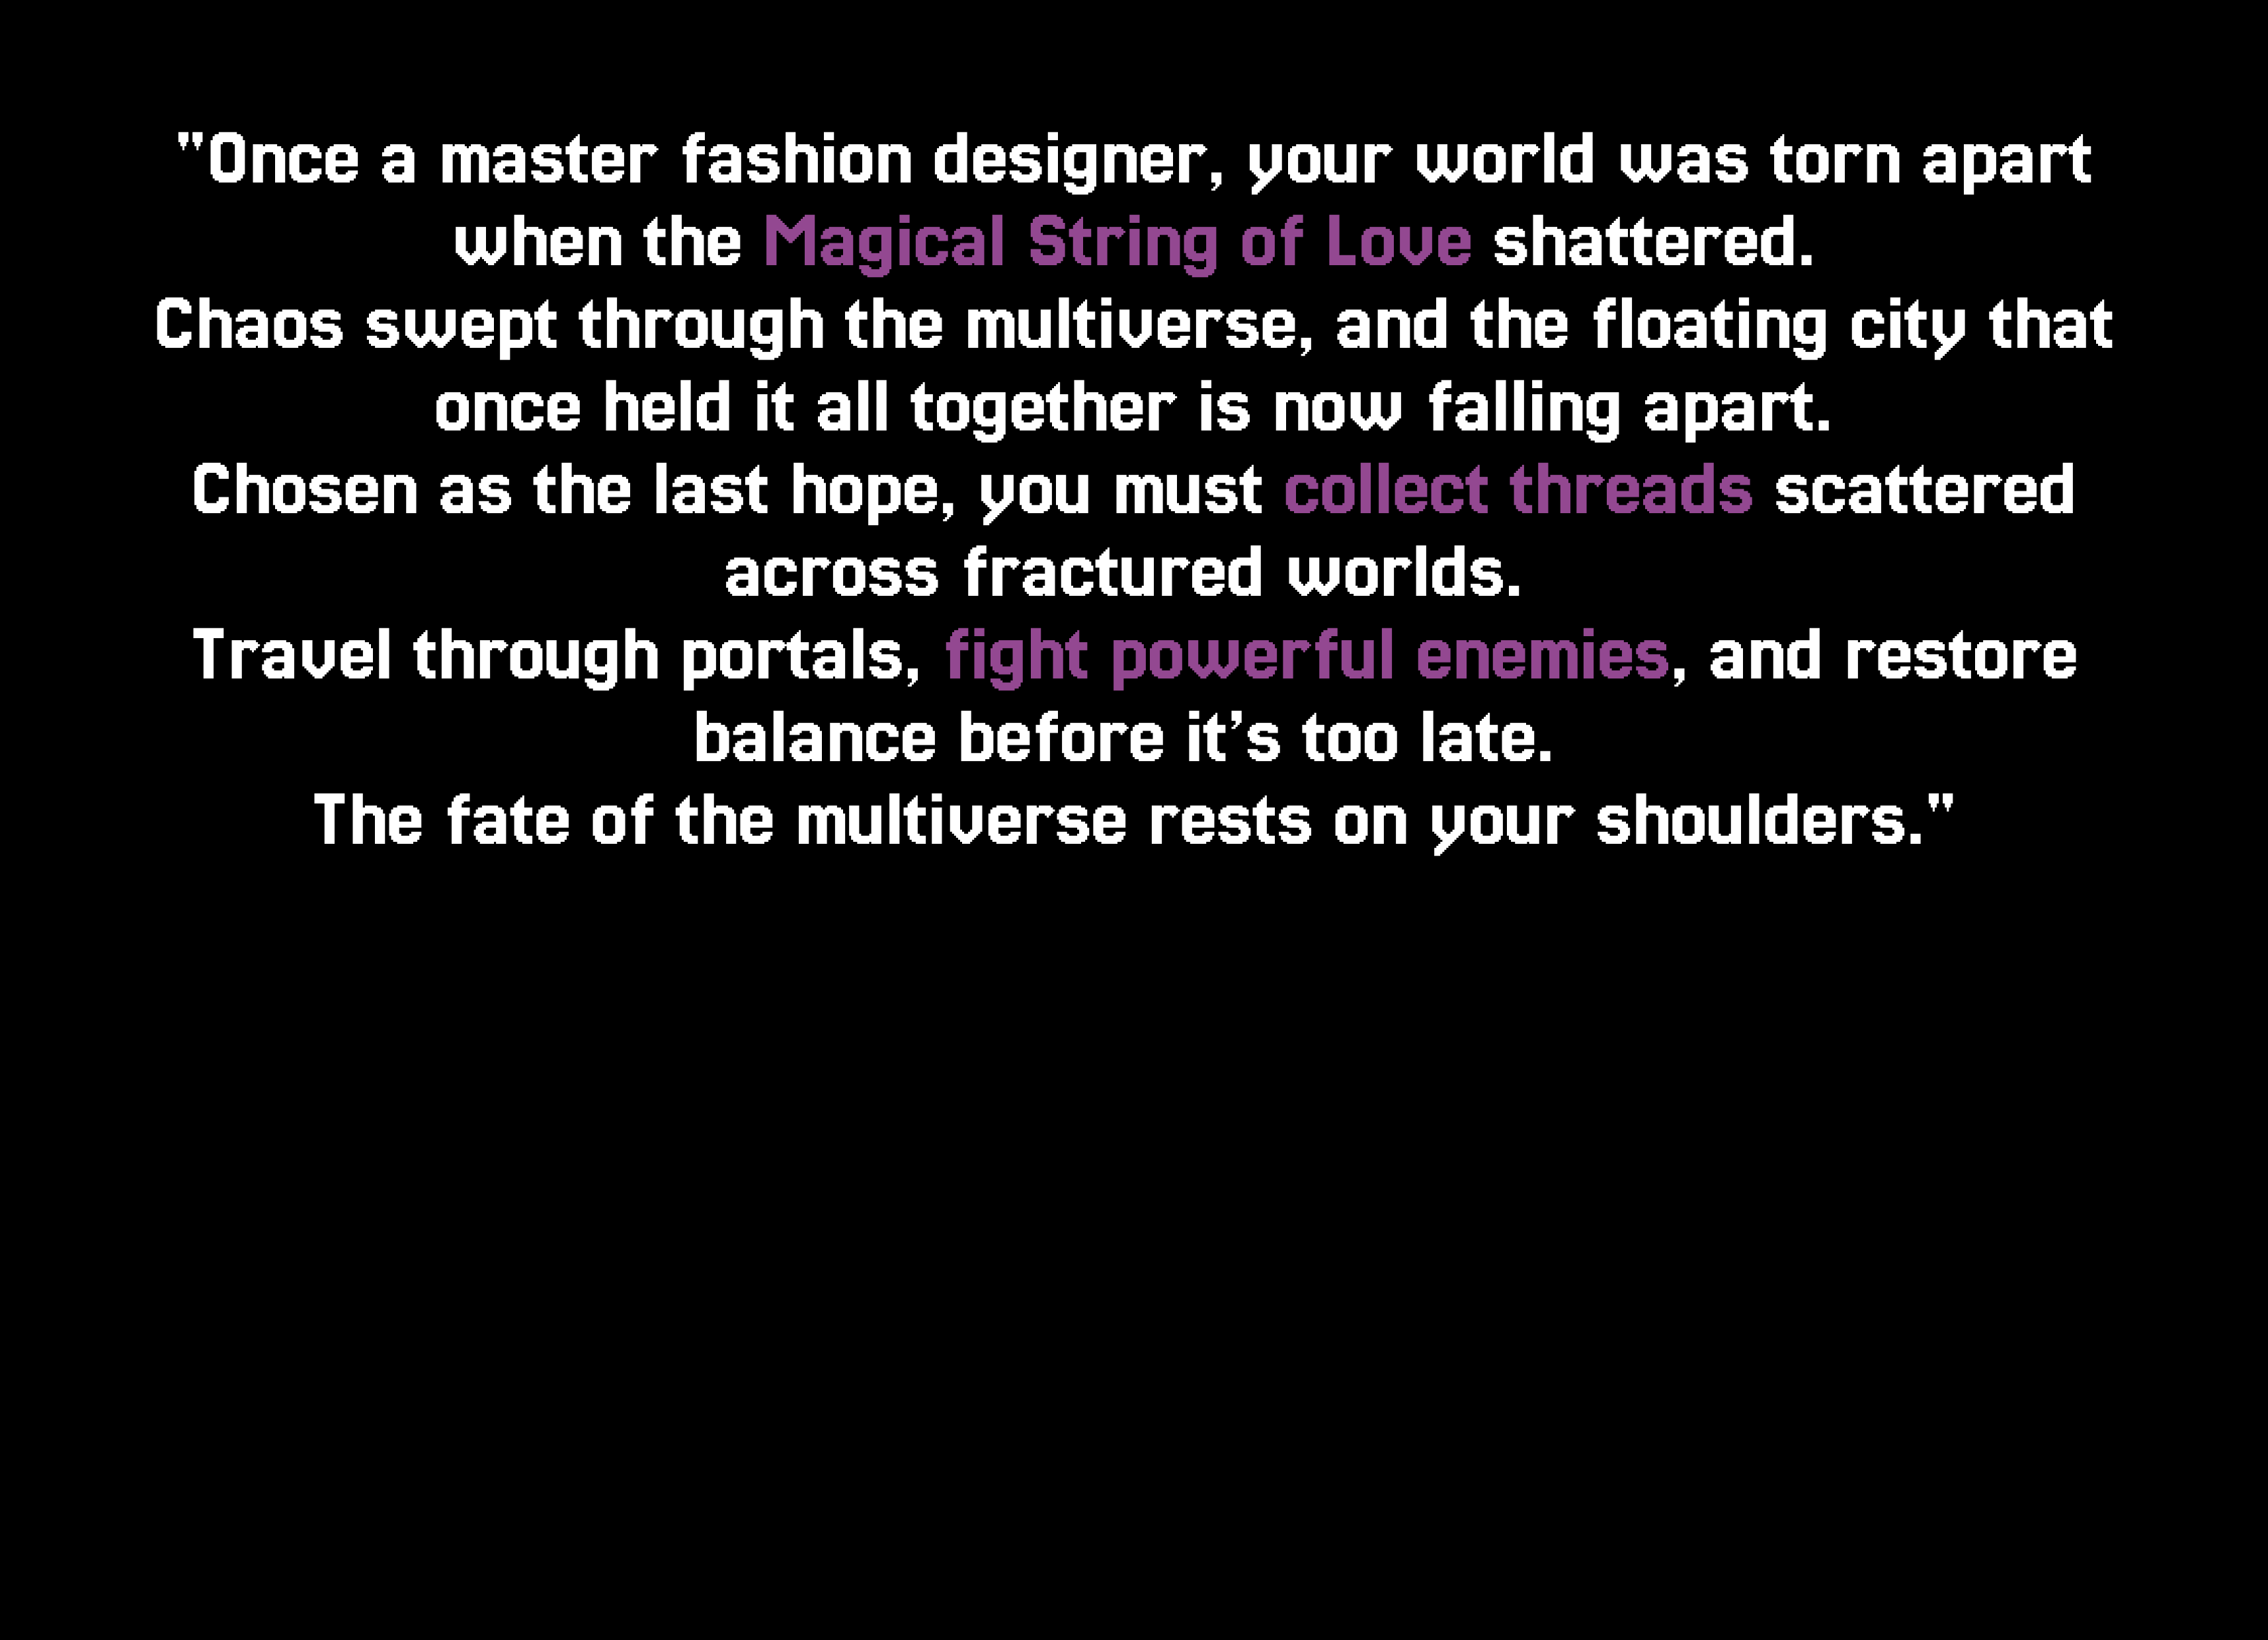 "Once a master fashion designer, your world was torn apart
when the Magical String of Love shattered.
Chaos swept through the multiverse, and the floating city that
once held it all together is now falling apart.
Chosen as the last hope, you must collect threads scattered
across fractured worlds.
Travel through portals, fight powerful enemies, and restore
balance before it’s too late.
The fate of the multiverse rests on your shoulders."